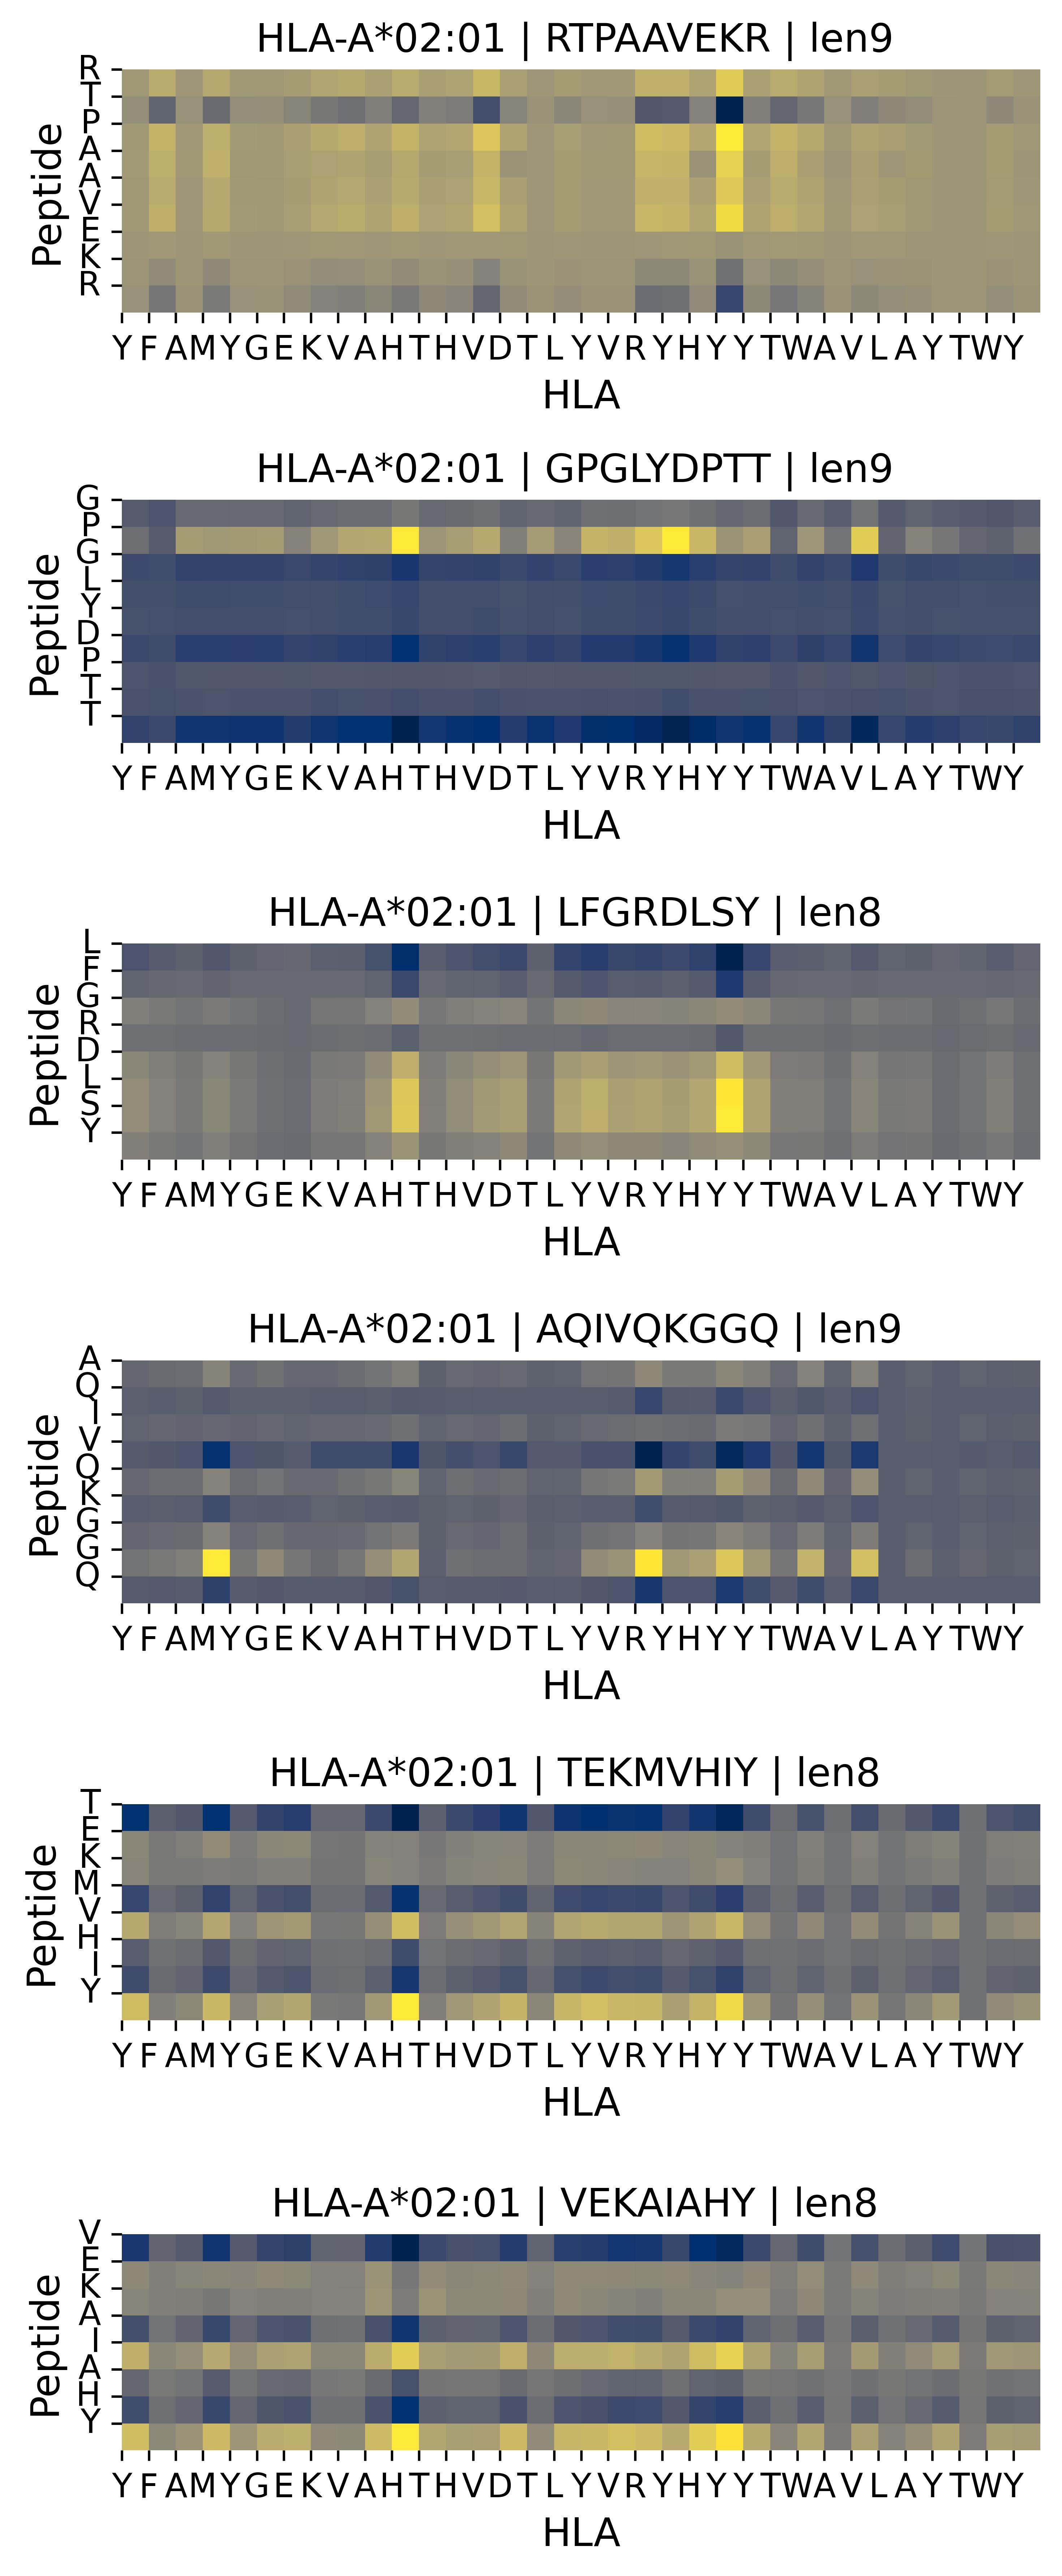 HLA-A*02:01 | RTPAAVEKR | len9
Peptide
R
T
P
A
A
V
E
K
R
Y F A M Y G E K V A H T H V D T L Y V R Y H Y Y T W A V L A Y T W Y
HLA
HLA-A*02:01 | GPGLYDPTT | len9
Peptide
G
P
G
L
Y
D
P
T
T
Y F A M Y G E K V A H T H V D T L Y V R Y H Y Y T W A V L A Y T W Y
HLA
HLA-A*02:01 | LFGRDLSY | len8
Peptide
L
F
G
R
D
L
S
Y
Y F A M Y G E K V A H T H V D T L Y V R Y H Y Y T W A V L A Y T W Y
HLA
HLA-A*02:01 | AQIVQKGGQ | len9
Peptide
A
Q
I
V
Q
K
G
G
Q
Y F A M Y G E K V A H T H V D T L Y V R Y H Y Y T W A V L A Y T W Y
HLA
HLA-A*02:01 | TEKMVHIY | len8
Peptide
T
E
K
M
V
H
I
Y
Y F A M Y G E K V A H T H V D T L Y V R Y H Y Y T W A V L A Y T W Y
HLA
HLA-A*02:01 | VEKAIAHY | len8
Peptide
V
E
K
A
I
A
H
Y
Y F A M Y G E K V A H T H V D T L Y V R Y H Y Y T W A V L A Y T W Y
HLA